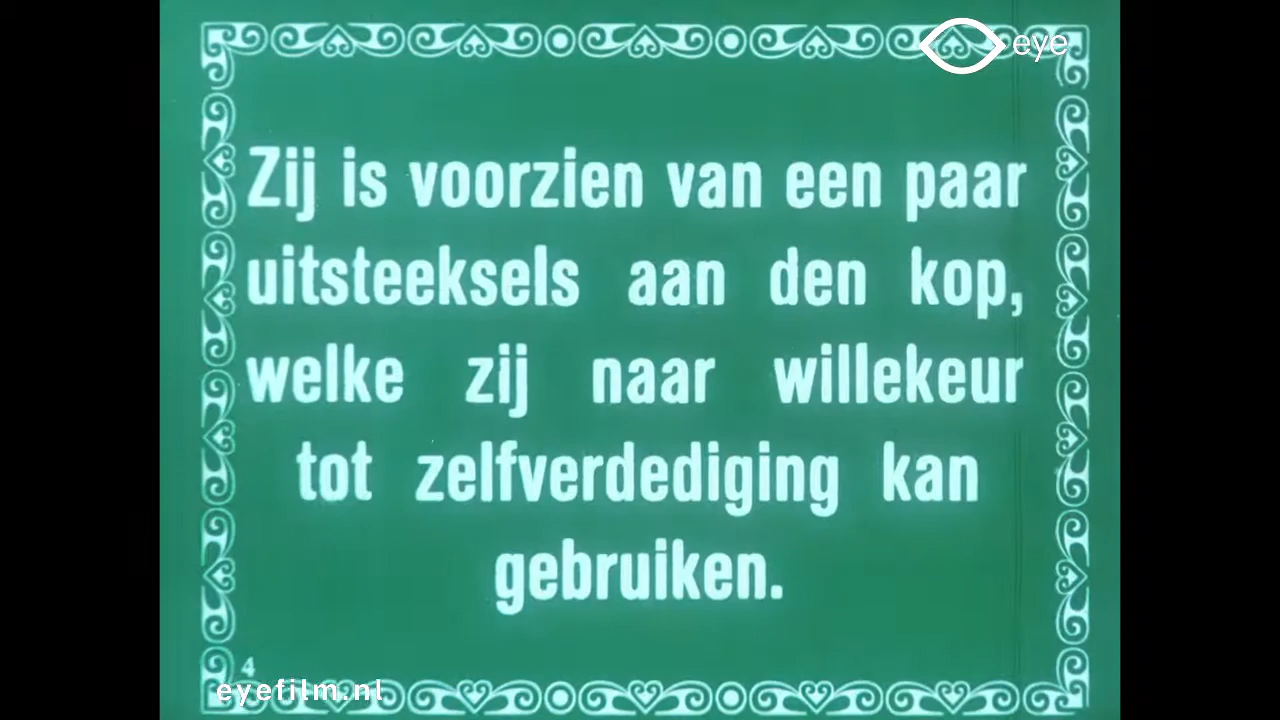 eye
Zij is voorzien van een paar
uitsteeksels aan den kop,
welke zij naar willekeur
tot zelfverdediging kan
gebruiken.
4
eyefilm.nl